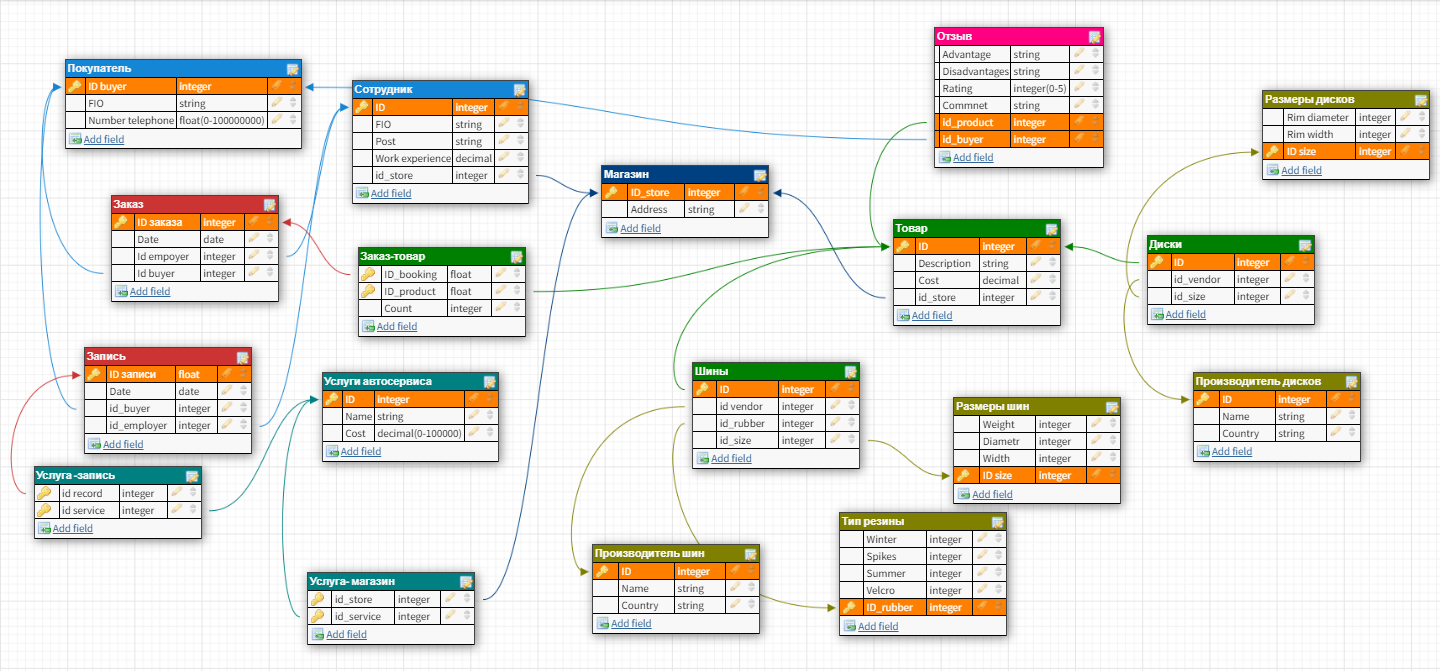 Покупатель
ID buyer integer
FIO string
Number telephone float(0-100000000)
Add field
Сотрудник
ID integer
FIO string
Post string
Work experience decimal
id_store integer
Add field
Отзыв
Advantage string
Disadvantages string
Rating integer(0-5)
Commnet string
Id_product integer
id_buyer integer
Add field
Размеры дисков
Rim diameter integer
Rim width integer
ID size integer
Add field
Магазин
ID_store integer
Address string
Add field
Заказ
ID заказа integer
Date date
Id empoyer integer
Id buyer integer
Add field
Заказ-товар
ID_booking float
ID_product float
Count integer
Add field
Товар
ID integer
Description string
Cost decimal
id_store integer
Add field
Диски
ID integer
id_vendor integer
id_size integer
Add field
Запись
ID записи float
Date date
id_buyer integer
id_employer integer
Add field
Услуги автосервиса
ID integer
Name string
Cost decimal(0-100000)
Add field
Шины
ID integer
id vendor integer
id_rubber integer
id_size integer
Add field
Размеры шин
Weight integer
Diametr integer
Width integer
ID size integer
Add field
Производитель дисков
ID integer
Name string
Country string
Add field
Услуга -запись
id record integer
id service integer
Add field
Услуга- магазин
id_store integer
id_service integer
Add field
Производитель шин
ID integer
Name string
Country string
Add field
Тип резины
Winter integer
Spikes integer
Summer integer
Velcro integer
ID_rubber integer
Add field